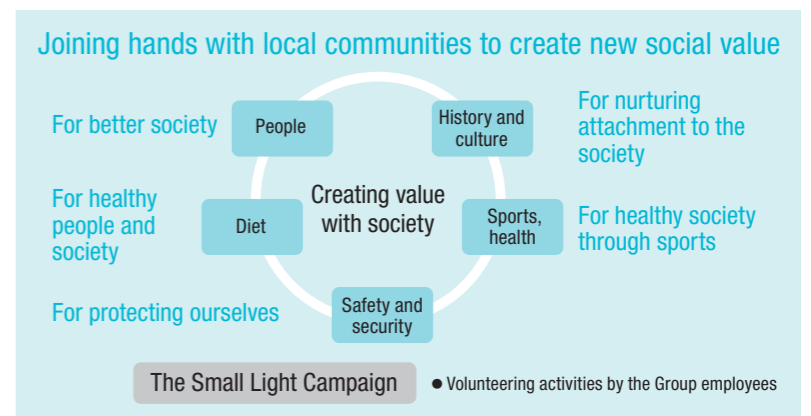 Joining hands with local communities to create new social value
For better society
People
History and
culture
For nurturing
attachment to the
society
For healthy
people and
society
Diet
Creating value
with society
Sports,
health
For healthy society
through sports
For protecting ourselves
Safety and
security
The Small Light Campaign
● Volunteering activities by the Group employees